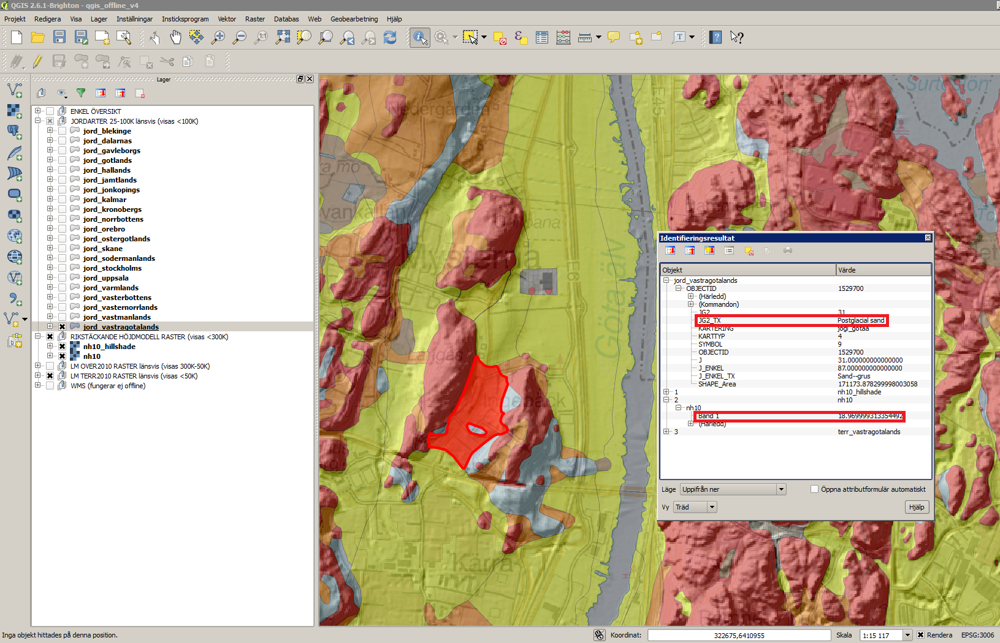 QGIS 2.6.1-Brighton - qgis_offline_v4
Projekt Redigera Visa Lager Inställningar Insticksprogram Vektor Raster Databas Web Geobearbetning Hjälp
Lager
ENKEL ÖVERSIKT
JORDARTER 25-100K länsvis (visas <100K)
jord_blekinge
jord_dalarnas
jord_gavleborgs
jord_gotlands
jord_hallands
jord_jamtlands
jord_jonkopings
jord_kalmar
jord_kronobergs
jord_norrbottens
jord_orebro
jord_ostergotlands
jord_skane
jord_sodermanlands
jord_stockholms
jord_uppsala
jord_varmlands
jord_vasterbottens
jord_vasternorrlands
jord_vastmanlands
jord_vastragotalands
RIKSTÄCKANDE HÖJDMODELL RASTER (visas <300K)
nh10_hillshade
nh10
LM OVER2010 RASTER länsvis (visas 300K-50K)
LM TERR2010 RASTER länsvis (visas <50K)
WMS (fungerar ej offline)
Surtesjön
Nedergården
E45
E6
Göta älv
Ingebäck
Kärra
Identifieringsresultat
Objekt Värde
jord_vastragotalands
OBJECTID 1529700
(Härledd)
(Kommandon)
JG2 31
JG2_TX Postglacial sand
KARTERING jogi_gotaa
KARTTYP 4
SYMBOL 9
OBJECTID 1529700
J 31.000000000000000
J_ENKEL 87.000000000000000
J_ENKEL_TX Sand--grus
SHAPE_Area 171173.878299998003058
1 nh10_hillshade
2 nh10
nh10
Band 1 18.969999313354492
(Härledd)
3 terr_vastragotalands
Läge Uppifrån ner Öppna attributformulär automatiskt
Vy Träd Hjälp
Inga objekt hittades på denna position. Koordinat: 322675,6410955 Skala 1:15 117 Rendera EPSG:3006